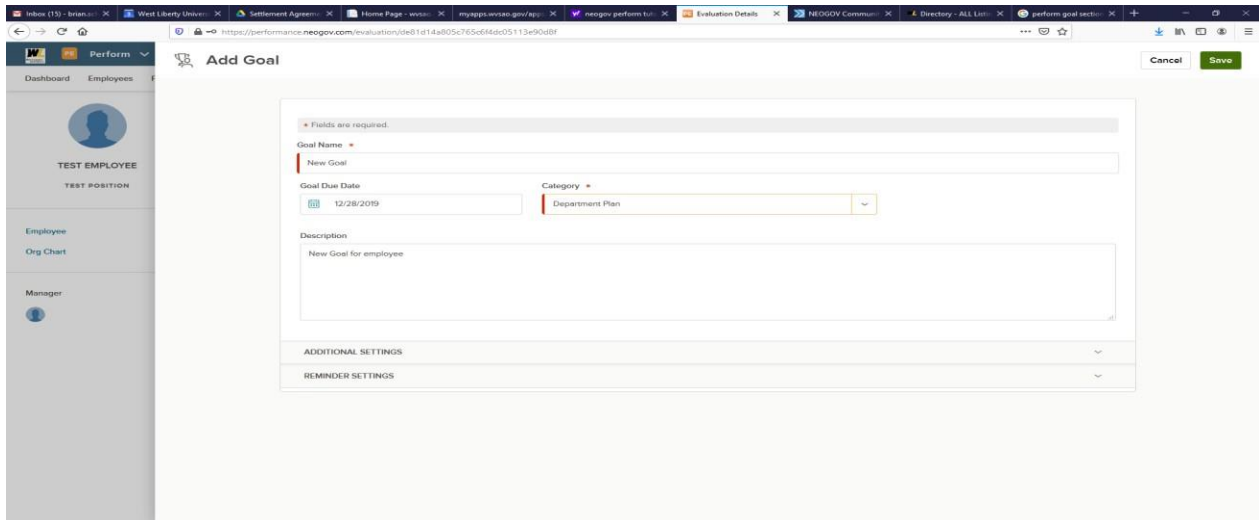 Inbox (15) - brian.
West Liberty Univer
Settlement Agreeme
Home Page - wvsao.
myapps.wvsao.gov/app
neogov perform tut
Evaluation Details
NEOGOV Communi
Directory - ALL Listi
perform goal section
https://performance.neogov.com/evaluation/de81d14a805c765c6f4dc05113e90d8f
W PE Perform
Add Goal
Cancel Save
Dashboard Employees
* Fields are required.
Goal Name *
New Goal
TEST EMPLOYEE
TEST POSITION
Goal Due Date Category *
12/28/2019 Department Plan
Employee
Org Chart
Description
New Goal for employee
Manager
ADDITIONAL SETTINGS
REMINDER SETTINGS